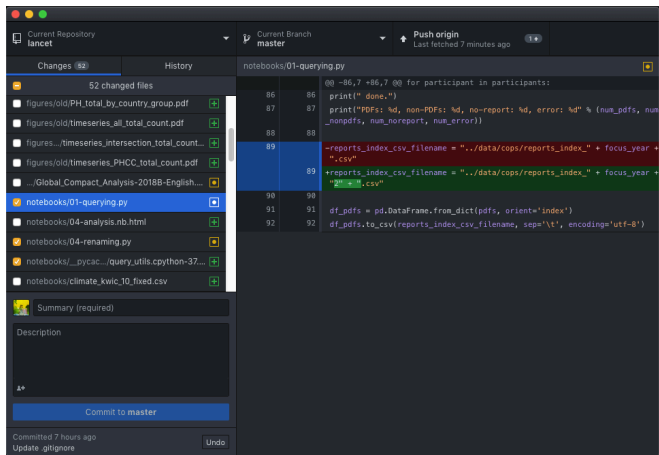 Current Repository
lancet
Current Branch
master
Push origin
Last fetched 7 minutes ago
1
Changes 52
History
notebooks/01-querying.py
52 changed files
figures/old/PH_total_by_country_group.pdf
figures/old/timeseries_all_total_count.pdf
figures.../timeseries_intersection_total_count...
figures/old/timeseries_PHCC_total_count.pdf
.../Global_Compact_Analysis-2018B-English....
notebooks/01-querying.py
notebooks/04-analysis.nb.html
notebooks/04-renaming.py
notebooks/__pycac.../query_utils.cpython-37....
notebooks/climate_kwic_10_fixed.csv
Summary (required)
Description
Commit to master
Committed 7 hours ago
Update .gitignore
Undo
@@ -86,7 +86,7 @@ for participant in participants:
86 86 print(" done.")
87 87 print("PDFs: %d, non-PDFs: %d, no-report: %d, error: %d" % (num_pdfs, num
_nonpdfs, num_noreport, num_error))
88 88
89 -reports_index_csv_filename = "../data/cops/reports_index_" + focus_year +
".csv"
89 +reports_index_csv_filename = "../data/cops/reports_index_" + focus_year +
"2" + ".csv"
90 90
91 91 df_pdfs = pd.DataFrame.from_dict(pdfs, orient='index')
92 92 df_pdfs.to_csv(reports_index_csv_filename, sep='\t', encoding='utf-8')